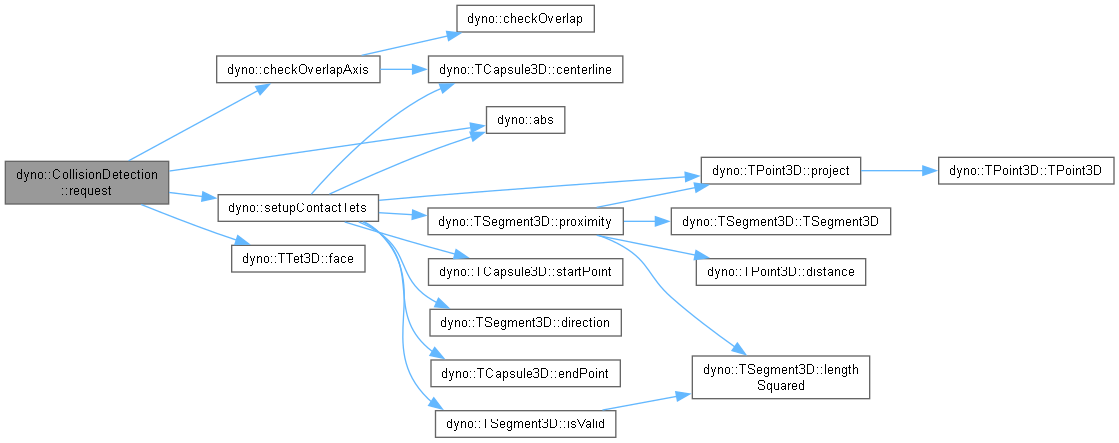 dyno::checkOverlap
dyno::checkOverlapAxis
dyno::TCapsule3D::centerline
dyno::abs
dyno::CollisionDetection
::request
dyno::TPoint3D::project
dyno::TPoint3D::TPoint3D
dyno::setupContactTets
dyno::TSegment3D::proximity
dyno::TSegment3D::TSegment3D
dyno::TTet3D::face
dyno::TCapsule3D::startPoint
dyno::TPoint3D::distance
dyno::TSegment3D::direction
dyno::TCapsule3D::endPoint
dyno::TSegment3D::length
Squared
dyno::TSegment3D::isValid